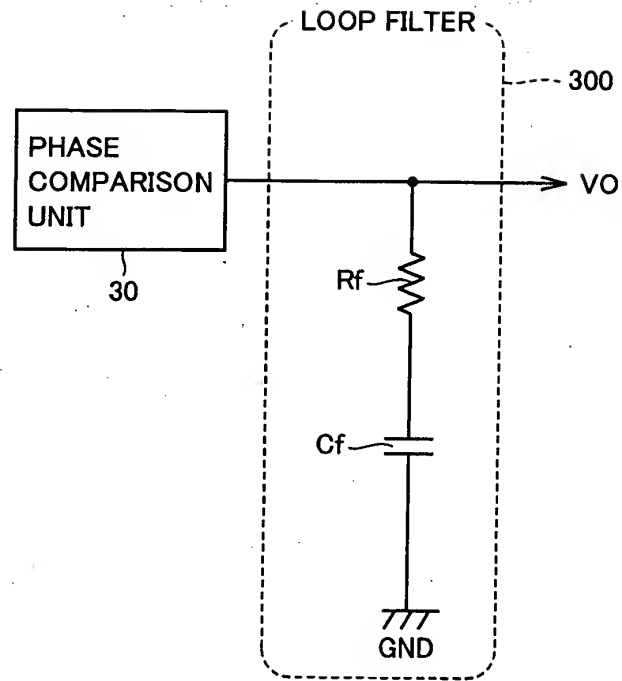 LOOP FILTER
300
PHASE
COMPARISON
UNIT
VO
30
Rf
Cf
GND